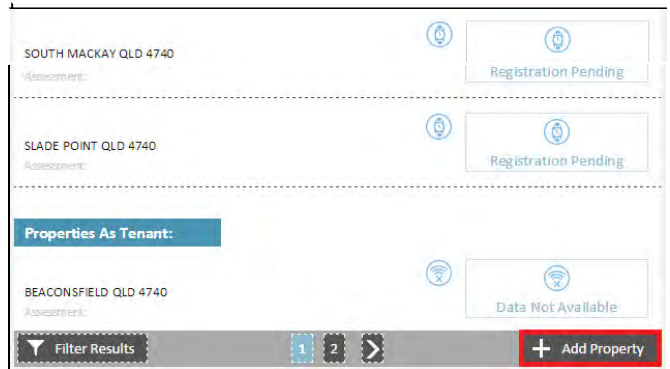 SOUTH MACKAY QLD 4740
Assessment:
Registration Pending
SLADE POINT QLD 4740
Assessment:
Registration Pending
Properties As Tenant:
BEACONSFIELD QLD 4740
Assessment:
Data Not Available
Filter Results
1 2
Add Property